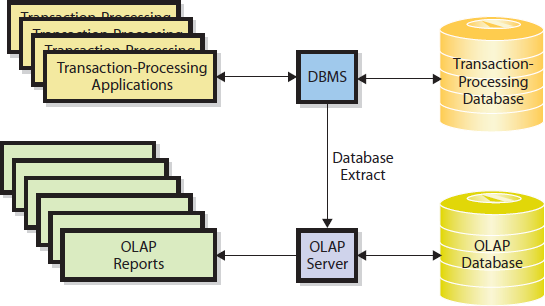 Transaction-Processing
Transaction-Processing
Transaction-Processing
Transaction-Processing
Applications
DBMS
Transaction-
Processing
Database
Database
Extract
OLAP
Reports
OLAP
Server
OLAP
Database